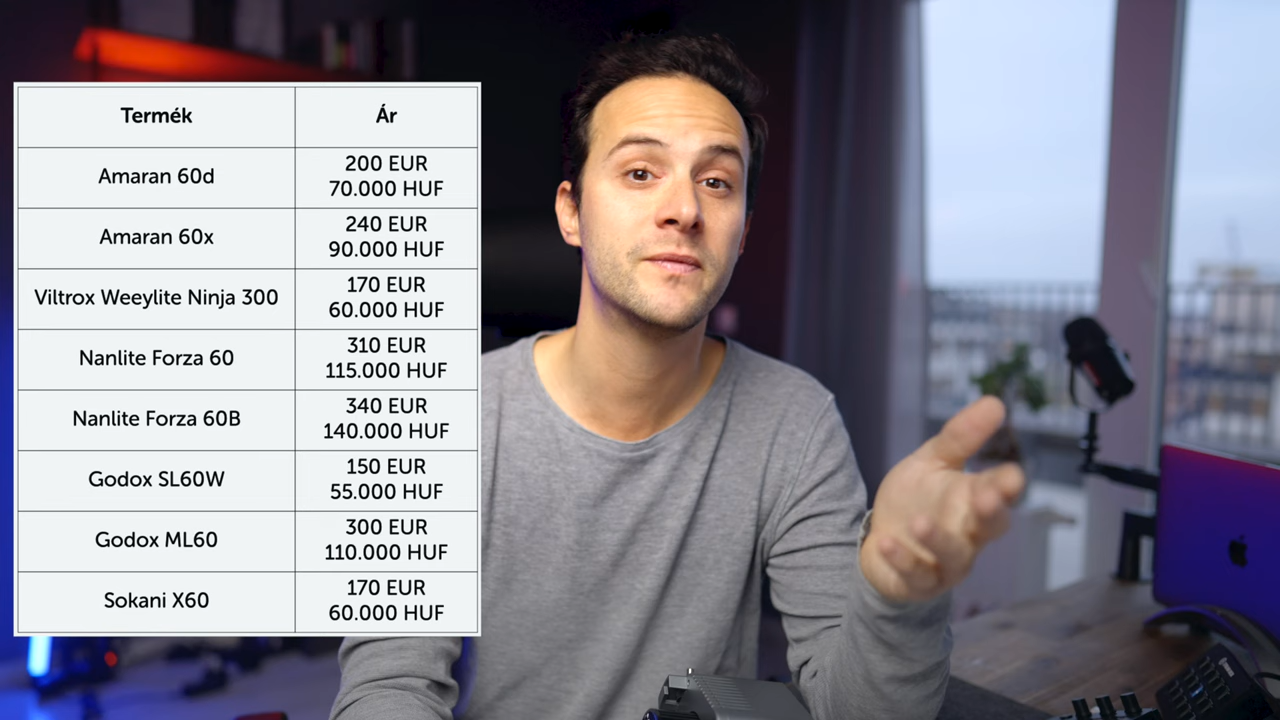 Termék Ár
Amaran 60d 200 EUR
70.000 HUF
Amaran 60x 240 EUR
90.000 HUF
Viltrox Weeylite Ninja 300 170 EUR
60.000 HUF
Nanlite Forza 60 310 EUR
115.000 HUF
Nanlite Forza 60B 340 EUR
140.000 HUF
Godox SL60W 150 EUR
55.000 HUF
Godox ML60 300 EUR
110.000 HUF
Sokani X60 170 EUR
60.000 HUF